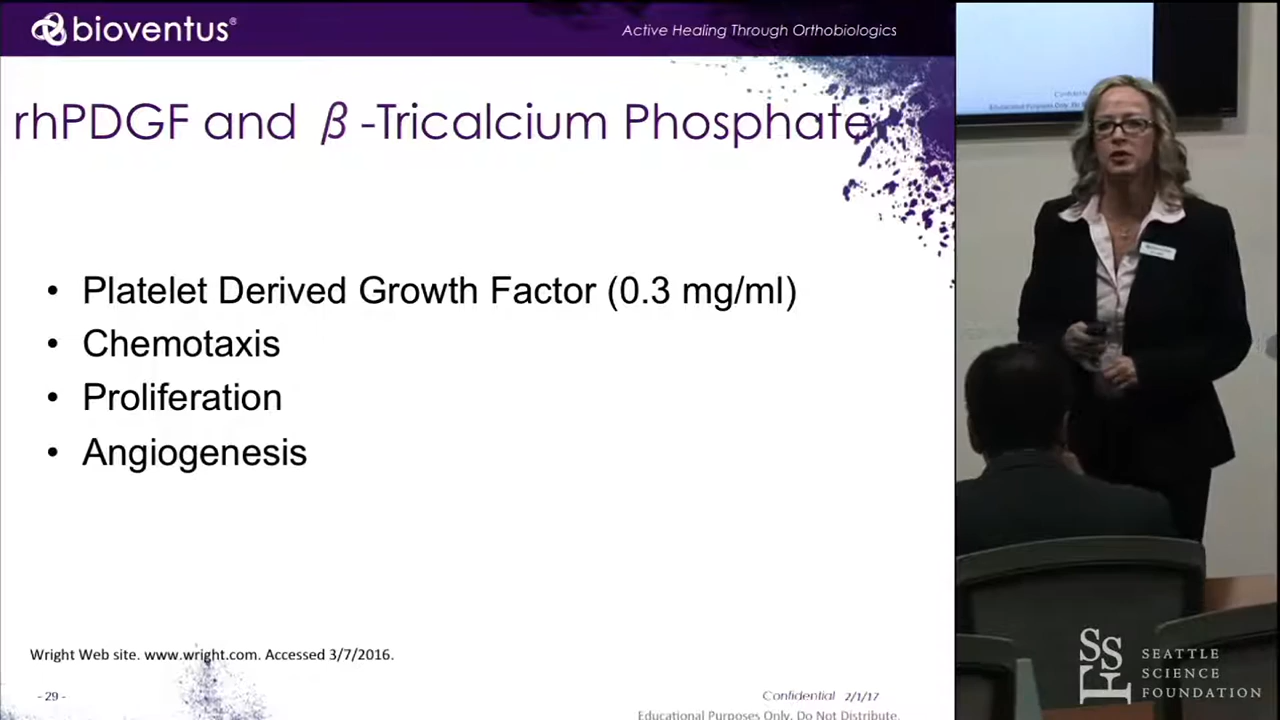 bioventus®
Active Healing Through Orthobiologics
rhPDGF and β -Tricalcium Phosphate
• Platelet Derived Growth Factor (0.3 mg/ml)
• Chemotaxis
• Proliferation
• Angiogenesis
Wright Web site. www.wright.com. Accessed 3/7/2016.
- 29 -
Confidential 2/1/17
Educational Purposes Only. Do Not Distribute.
SSF
SEATTLE
SCIENCE
FOUNDATION